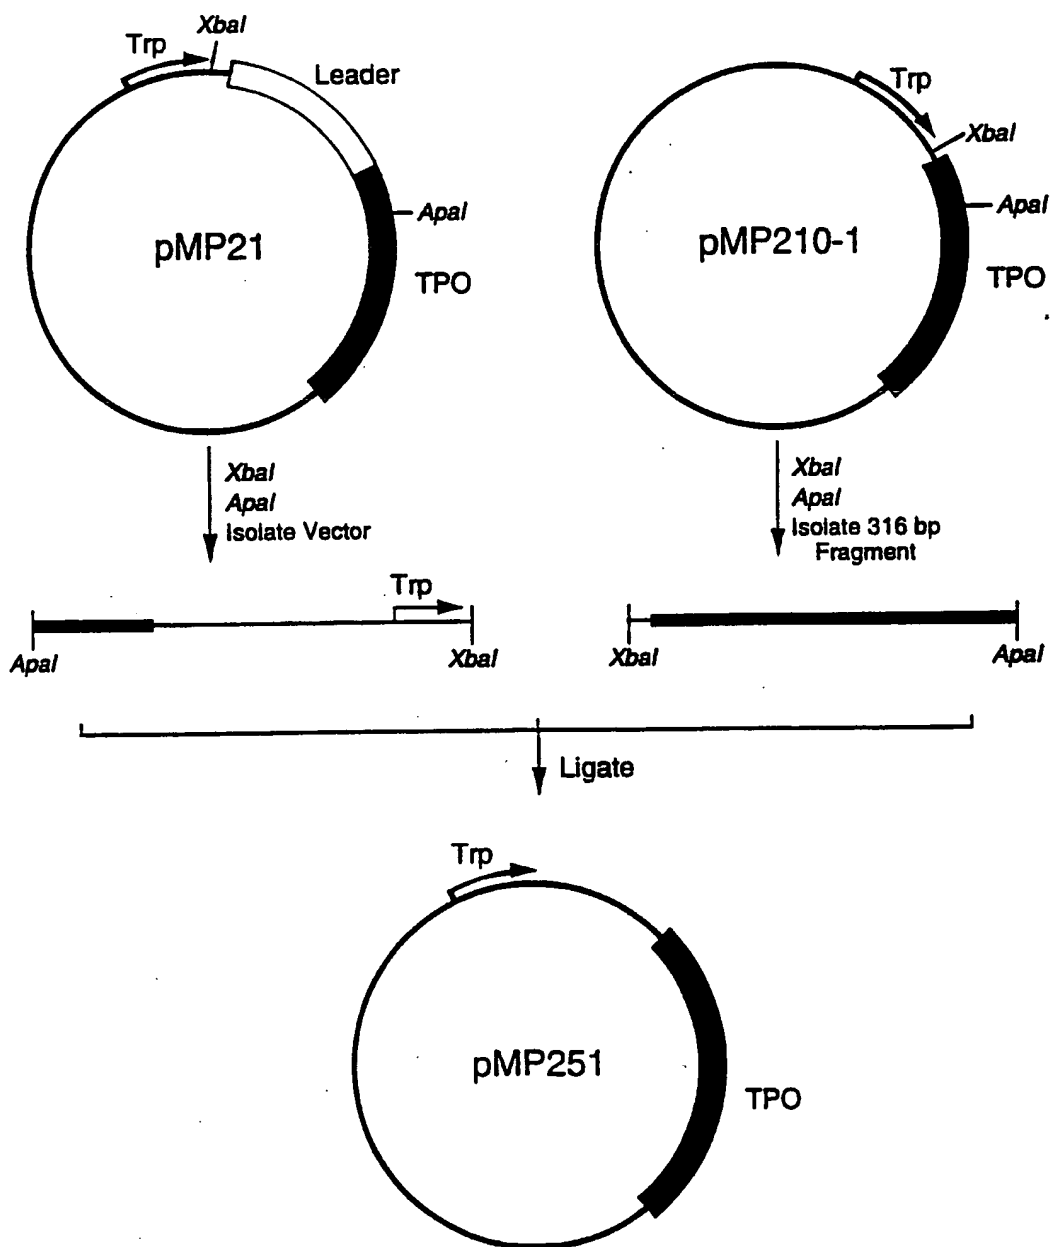 XbaI
Trp
Leader
ApaI
pMP21
TPO
Trp
XbaI
ApaI
pMP210-1
TPO
XbaI
ApaI
Isolate Vector
XbaI
ApaI
Isolate 316 bp
Fragment
Trp
ApaI
XbaI
XbaI
ApaI
Ligate
Trp
pMP251
TPO